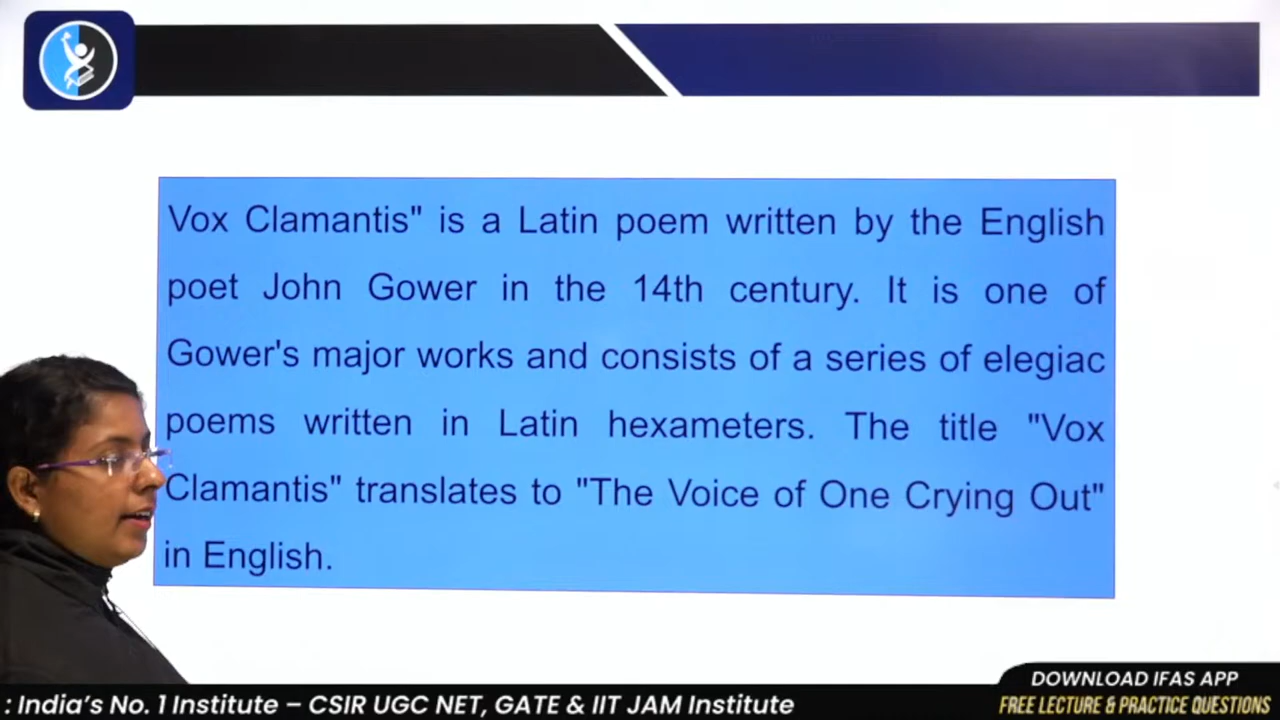 Vox Clamantis" is a Latin poem written by the English
poet John Gower in the 14th century. It is one of
Gower's major works and consists of a series of elegiac
poems written in Latin hexameters. The title "Vox
Clamantis" translates to "The Voice of One Crying Out"
in English.
DOWNLOAD IFAS APP
: India's No. 1 Institute – CSIR UGC NET, GATE & IIT JAM Institute
FREE LECTURE & PRACTICE QUESTIONS